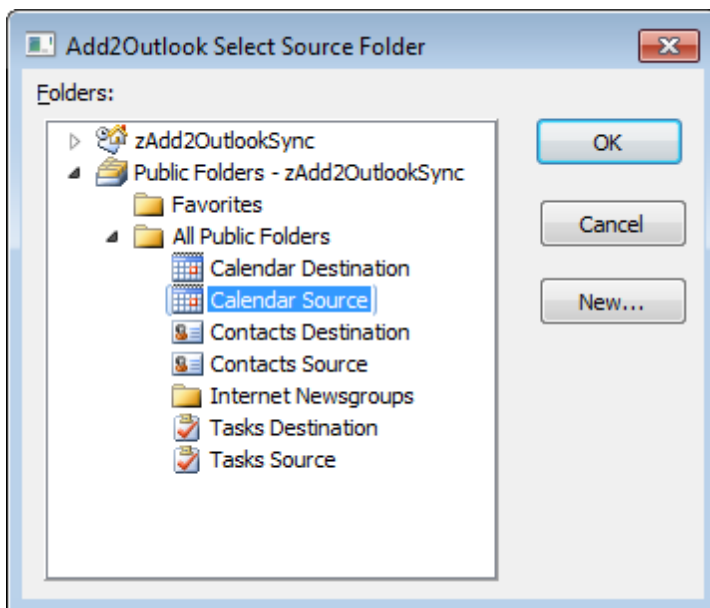 Add2Outlook Select Source Folder
Folders:
zAdd2OutlookSync
Public Folders - zAdd2OutlookSync
Favorites
All Public Folders
Calendar Destination
Calendar Source
Contacts Destination
Contacts Source
Internet Newsgroups
Tasks Destination
Tasks Source
OK
Cancel
New...